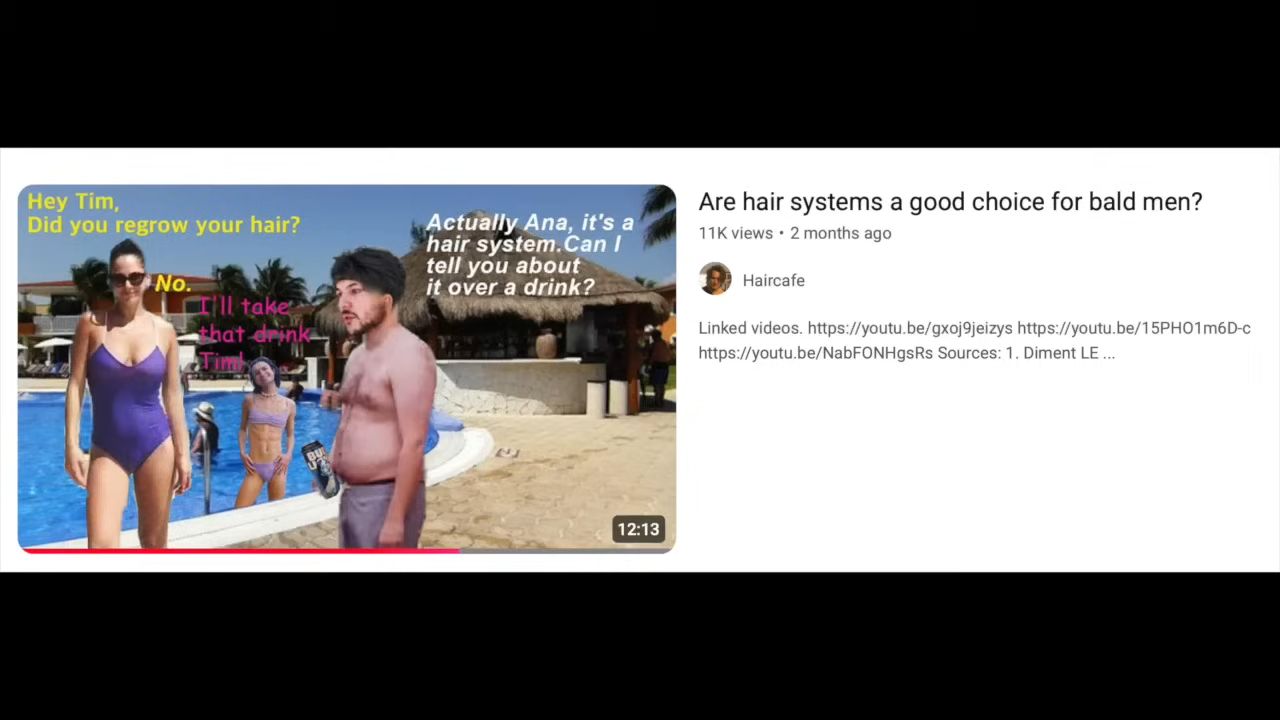 Hey Tim,
Did you regrow your hair?
No.
I'll take
that drink
Tim!
Actually Ana, it's a
hair system.Can I
tell you about
it over a drink?
12:13
Are hair systems a good choice for bald men?
11K views • 2 months ago
Haircafe
Linked videos. https://youtu.be/gxoj9jeizys https://youtu.be/15PHO1m6D-c
https://youtu.be/NabFONHgsRs Sources: 1. Diment LE ...